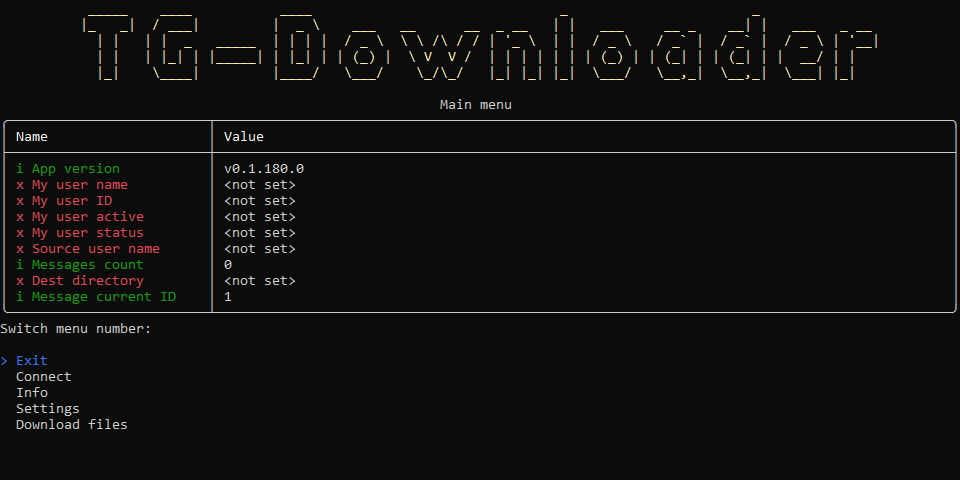 TG-Downloader
Main menu
Name Value
i App version v0.1.180.0
x My user name <not set>
x My user ID <not set>
x My user active <not set>
x My user status <not set>
x Source user name <not set>
i Messages count 0
x Dest directory <not set>
i Message current ID 1
Switch menu number:
> Exit
Connect
Info
Settings
Download files